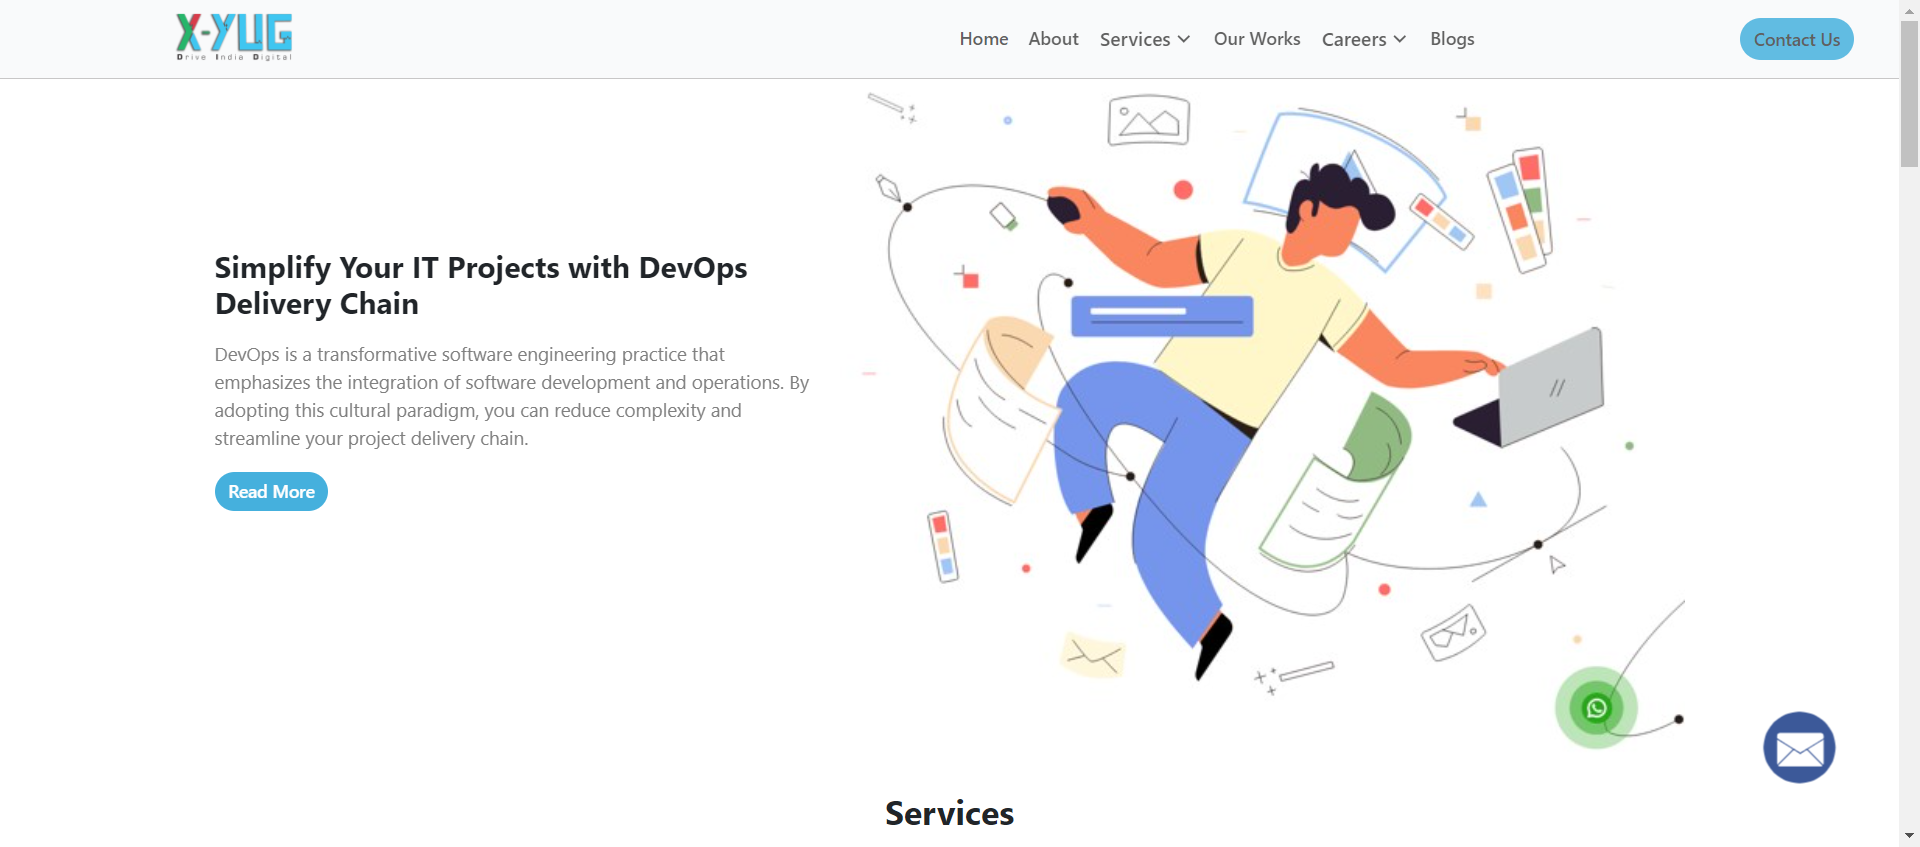 X-YUG
Drive India Digital
Home About Services Our Works Careers Blogs Contact Us
Simplify Your IT Projects with DevOps
Delivery Chain
DevOps is a transformative software engineering practice that
emphasizes the integration of software development and operations. By
adopting this cultural paradigm, you can reduce complexity and
streamline your project delivery chain.
Read More
Services